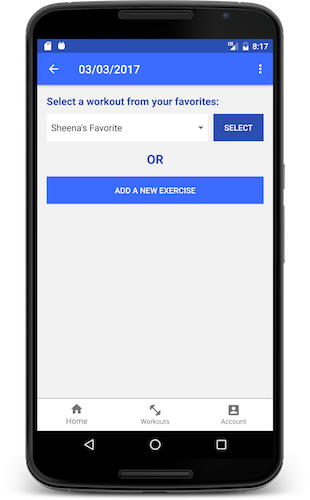 8:17
03/03/2017
Select a workout from your favorites:
Sheena's Favorite
SELECT
OR
ADD A NEW EXERCISE
Home
Workouts
Account